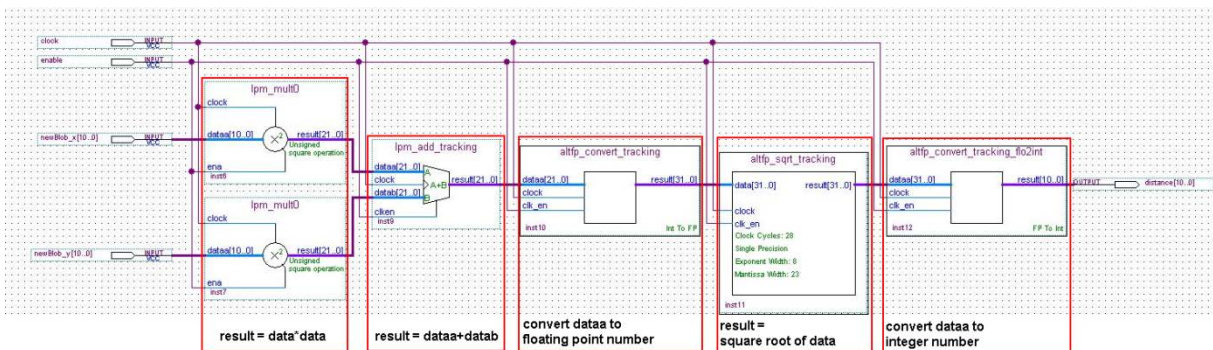 clock INPUT VCC
enable INPUT VCC
lpm_mult0
clock
newBlob_x[10..0] INPUT VCC
dataa[10..0] X² result[21..0]
Unsigned
square operation
ena
inst6
lpm_mult0
clock
newBlob_y[10..0] INPUT VCC
dataa[10..0] X² result[21..0]
Unsigned
square operation
ena
inst7
result = data*data
lpm_add_tracking
dataa[21..0] A
clock A+B result[21..0]
datab[21..0] B
clken
inst9
result = dataa+datab
altfp_convert_tracking
dataa[21..0] result[31..0]
clock
clk_en
inst10 Int To FP
convert dataa to
floating point number
altfp_sqrt_tracking
data[31..0] result[31..0]
clock
clk_en
Clock Cycles: 28
Single Precision
Exponent Width: 8
Mantissa Width: 23
inst11
result =
square root of data
altfp_convert_tracking_flo2int
dataa[31..0] result[10..0]
clock
clk_en
inst12 FP To Int
OUTPUT distance[10..0]
convert dataa to
integer number